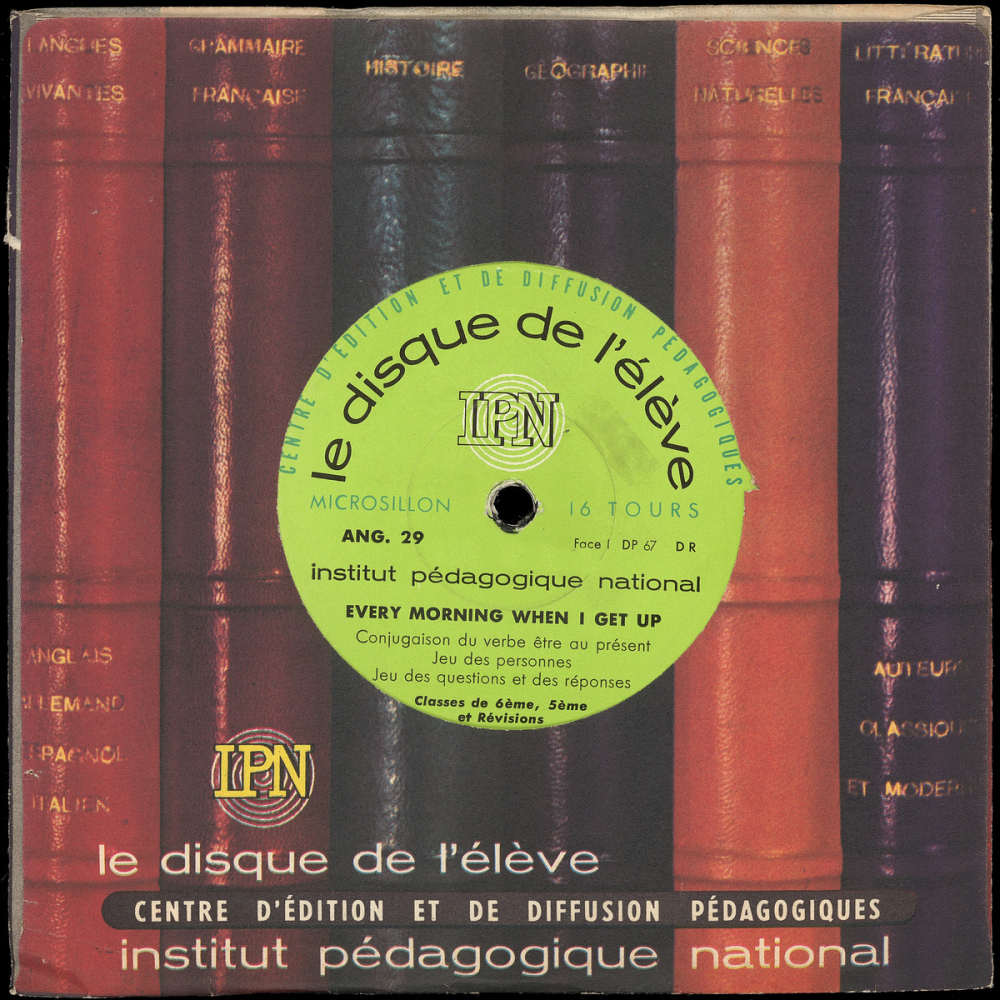 LANGUES
VIVANTES
GRAMMAIRE
FRANÇAISE
HISTOIRE
GÉOGRAPHIE
SCIENCES
NATURELLES
LITTÉRATURE
FRANÇAISE
CENTRE D'ÉDITION ET DE DIFFUSION PÉDAGOGIQUES
le disque de l'élève
IPN
MICROSILLON 16 TOURS
ANG. 29 Face I DP 67 DR
institut pédagogique national
EVERY MORNING WHEN I GET UP
Conjugaison du verbe être au présent
Jeu des personnes
Jeu des questions et des réponses
Classes de 6ème, 5ème
et Révisions
ANGLAIS
ALLEMAND
ESPAGNOL
ITALIEN
AUTEURS
CLASSIQUES
ET MODERNES
IPN
le disque de l'élève
CENTRE D'ÉDITION ET DE DIFFUSION PÉDAGOGIQUES
institut pédagogique national